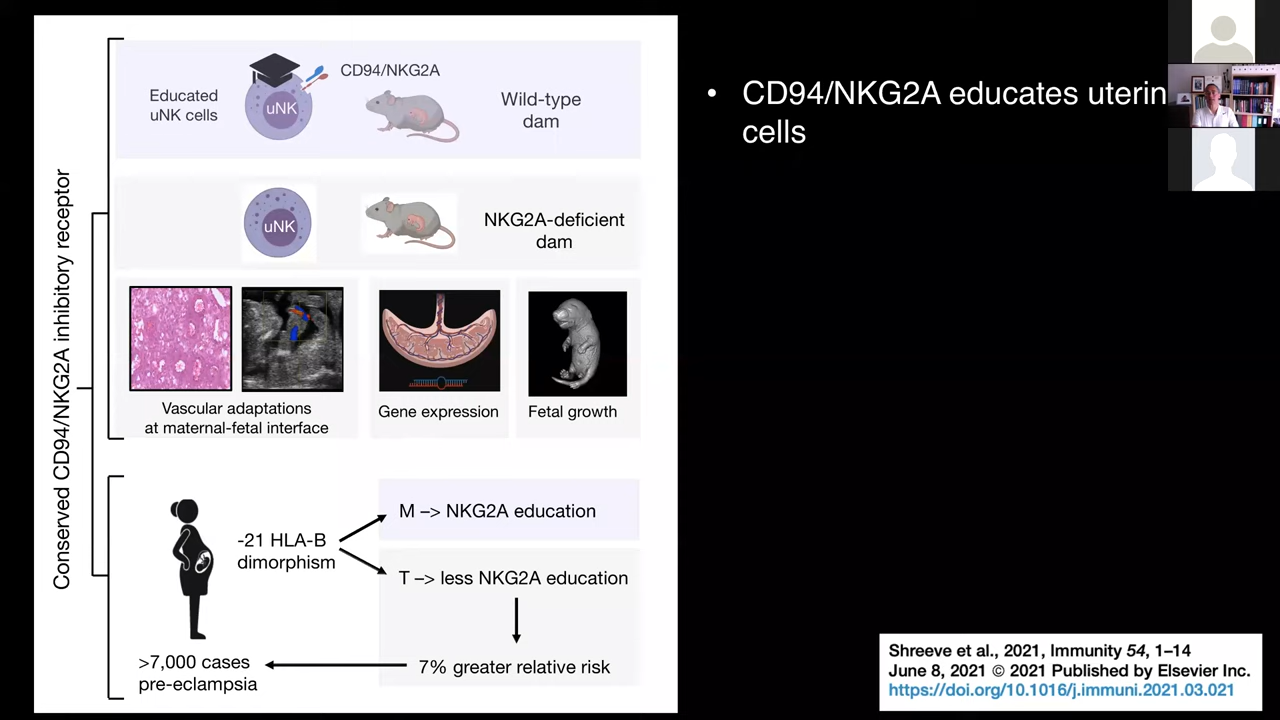 Conserved CD94/NKG2A inhibitory receptor
Educated
uNK cells
uNK
CD94/NKG2A
Wild-type
dam
uNK
NKG2A-deficient
dam
Vascular adaptations
at maternal-fetal interface
Gene expression
Fetal growth
-21 HLA-B
dimorphism
M –> NKG2A education
T –> less NKG2A education
7% greater relative risk
>7,000 cases
pre-eclampsia
• CD94/NKG2A educates uterin
cells
Shreeve et al., 2021, Immunity 54, 1–14
June 8, 2021 © 2021 Published by Elsevier Inc.
https://doi.org/10.1016/j.immuni.2021.03.021